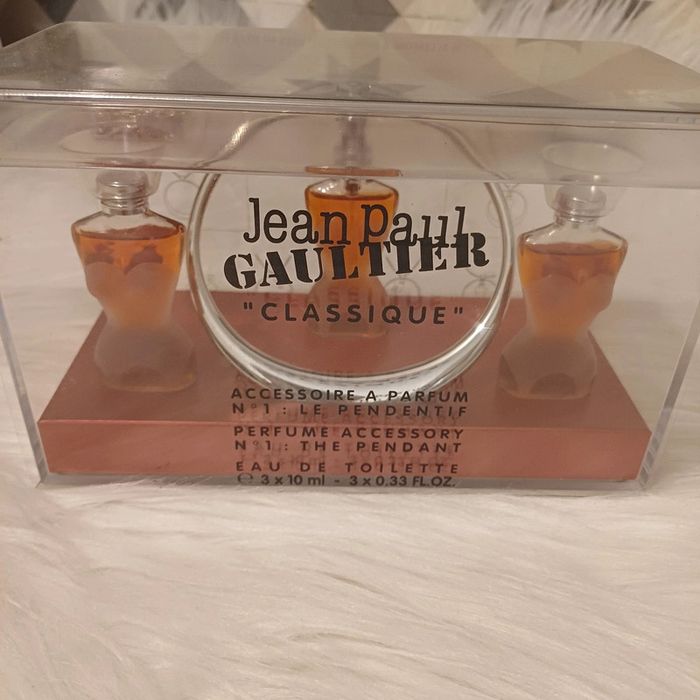 Jean Paul
GAULTIER
"CLASSIQUE"
ACCESSOIRE A PARFUM
N°1 : LE PENDENTIF
PERFUME ACCESSORY
N°1 : THE PENDANT
EAU DE TOILETTE
℮ 3 x 10 ml - 3 x 0.33 FL.OZ.